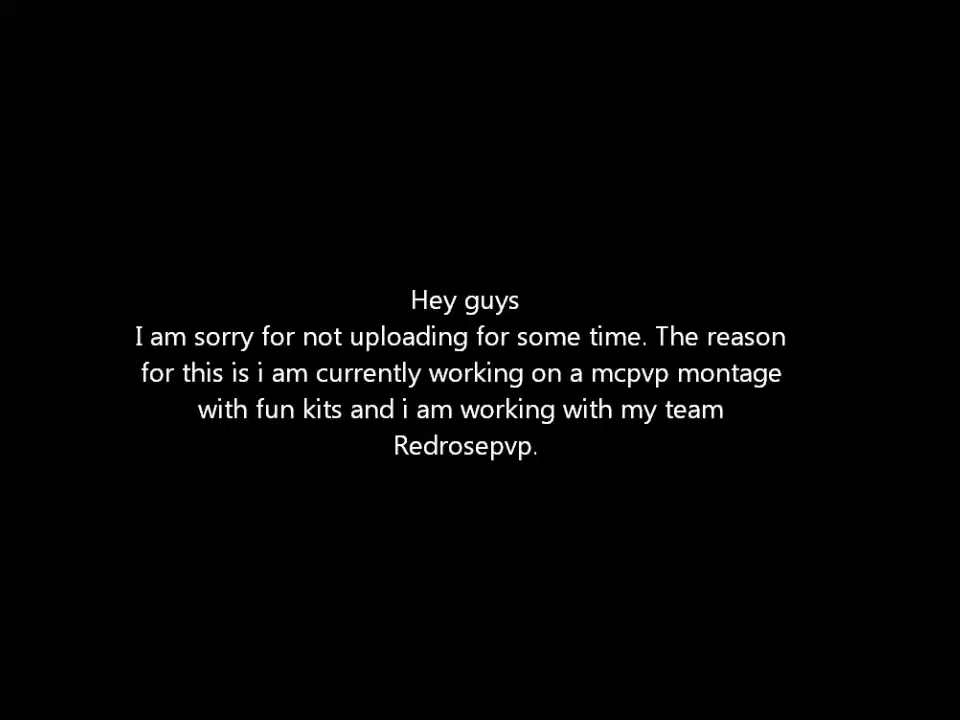 Hey guys
I am sorry for not uploading for some time. The reason
for this is i am currently working on a mcpvp montage
with fun kits and i am working with my team
Redrosepvp.